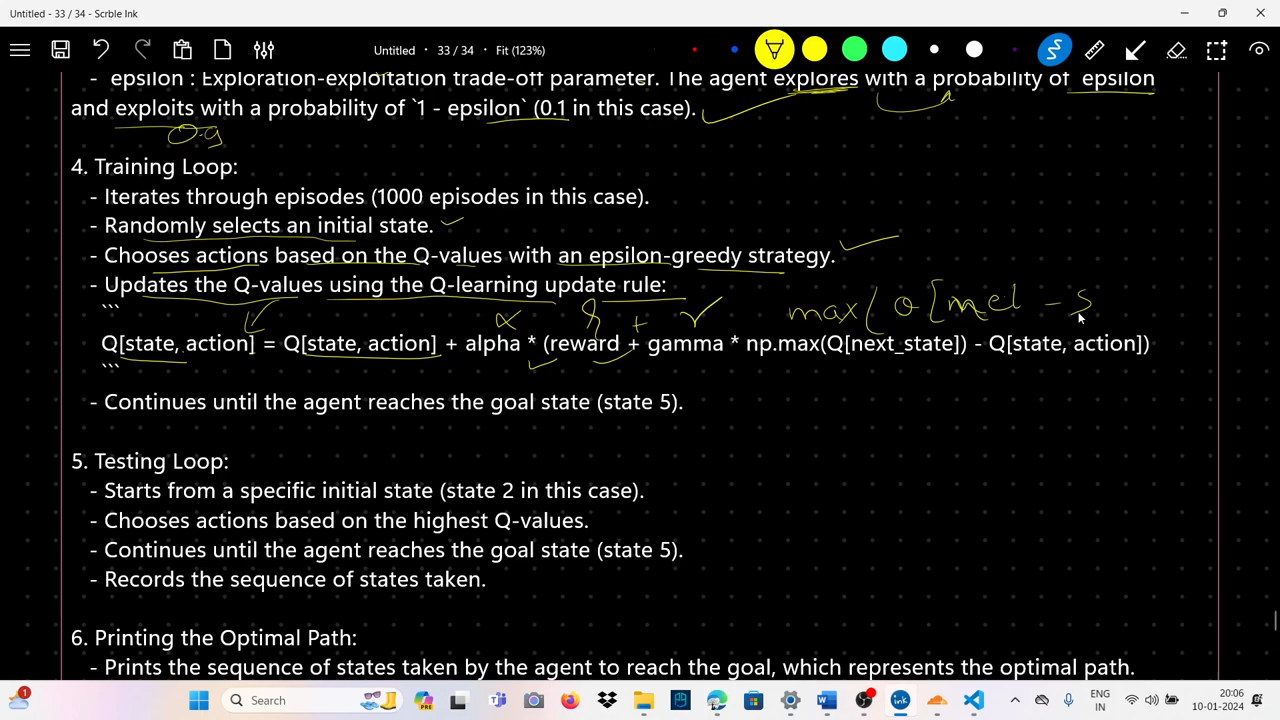 Untitled - 33 / 34 - Scrble Ink
Untitled • 33 / 34 • Fit (123%)
- `epsilon`: Exploration-exploitation trade-off parameter. The agent explores with a probability of `epsilon`
and exploits with a probability of `1 - epsilon` (0.1 in this case).
0.9
4. Training Loop:
- Iterates through episodes (1000 episodes in this case).
- Randomly selects an initial state.
- Chooses actions based on the Q-values with an epsilon-greedy strategy.
- Updates the Q-values using the Q-learning update rule:
```
α + r max( Q[
Q[state, action] = Q[state, action] + alpha * (reward + gamma * np.max(Q[next_state]) - Q[state, action])
```
- Continues until the agent reaches the goal state (state 5).
5. Testing Loop:
- Starts from a specific initial state (state 2 in this case).
- Chooses actions based on the highest Q-values.
- Continues until the agent reaches the goal state (state 5).
- Records the sequence of states taken.
6. Printing the Optimal Path:
- Prints the sequence of states taken by the agent to reach the goal, which represents the optimal path.
1
Search
ENG
IN
20:06
10-01-2024